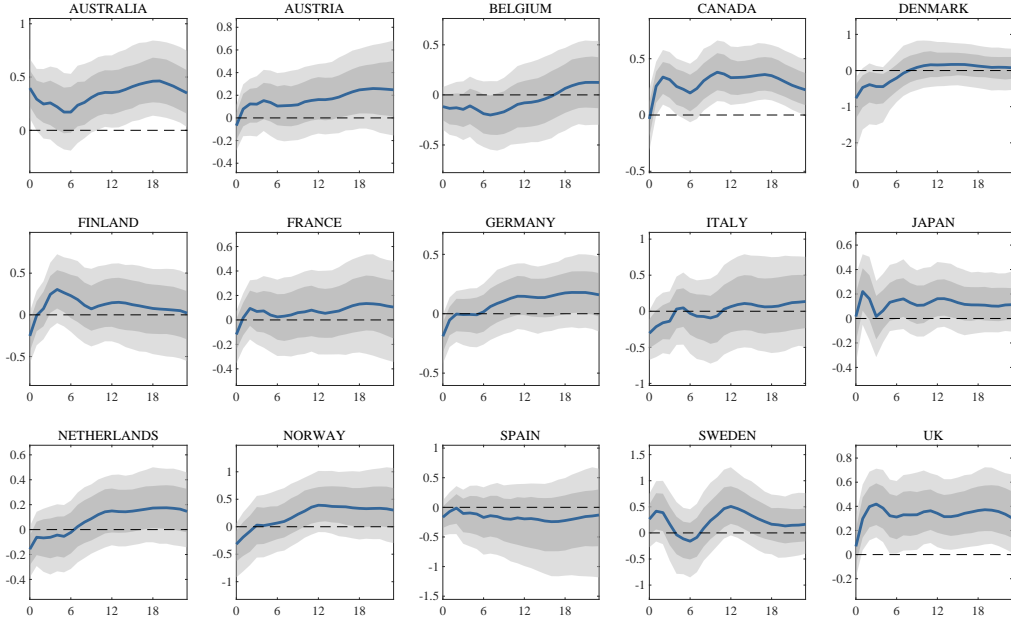 AUSTRALIA AUSTRIA BELGIUM CANADA DENMARK
1 0.8 0.5 0.5 1
0.5 0.6 0 0 0
0 0.4 -0.5 -0.5 -1
0.2 -2
0
-0.2
-0.4
0 6 12 18 0 6 12 18 0 6 12 18 0 6 12 18 0 6 12 18
FINLAND FRANCE GERMANY ITALY JAPAN
0.5 0.6 0.5 1 0.6
0 0.4 0 0.5 0.4
-0.5 0.2 -0.5 0 0.2
0 -0.5 0
-0.2 -1 -0.2
-0.4 -0.4
0 6 12 18 0 6 12 18 0 6 12 18 0 6 12 18 0 6 12 18
NETHERLANDS NORWAY SPAIN SWEDEN UK
0.6 1 1 1.5 0.8
0.4 0.5 0.5 1 0.6
0.2 0 0 0.5 0.4
0 -0.5 -0.5 0 0.2
-0.2 -1 -1 -0.5 0
-0.4 -1.5 -1 -0.2
0 6 12 18 0 6 12 18 0 6 12 18 0 6 12 18 0 6 12 18